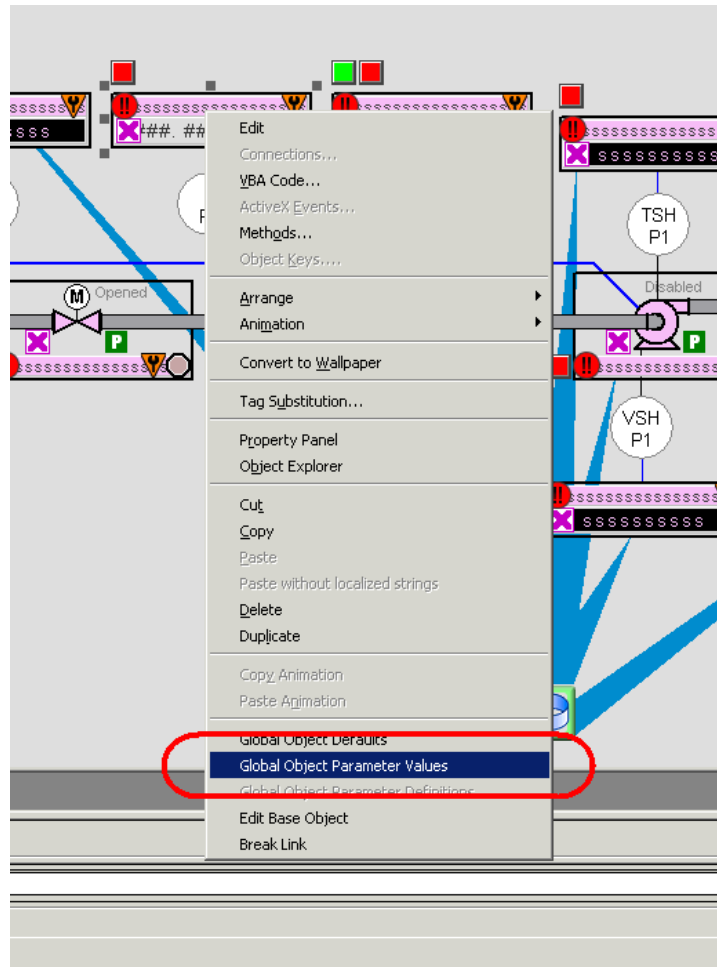 ssssss
!!
ssssssssssss
!!
ssssssssssss
sss
###. ##
!!
ssssssssssss
ssssssssss
Edit
Connections...
VBA Code...
ActiveX Events...
Methods...
Object Keys....
Arrange
Animation
Convert to Wallpaper
Tag Substitution...
Property Panel
Object Explorer
Cut
Copy
Paste
Paste without localized strings
Delete
Duplicate
Copy Animation
Paste Animation
Global Object Defaults
Global Object Parameter Values
Global Object Parameter Definitions
Edit Base Object
Break Link
TSH
P1
M
Opened
P
Disabled
P
!!
VSH
P1
ssssssssss